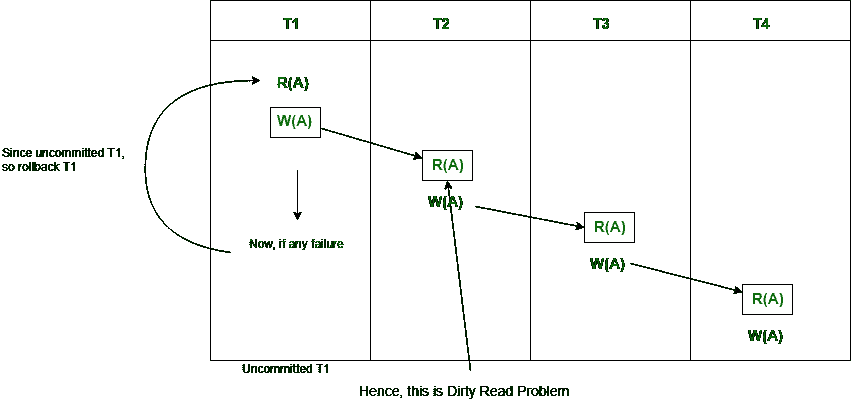 T1 T2 T3 T4
R(A)
W(A)
Since uncommitted T1,
so rollback T1
R(A)
W(A)
Now, if any failure
R(A)
W(A)
R(A)
W(A)
Uncommitted T1
Hence, this is Dirty Read Problem